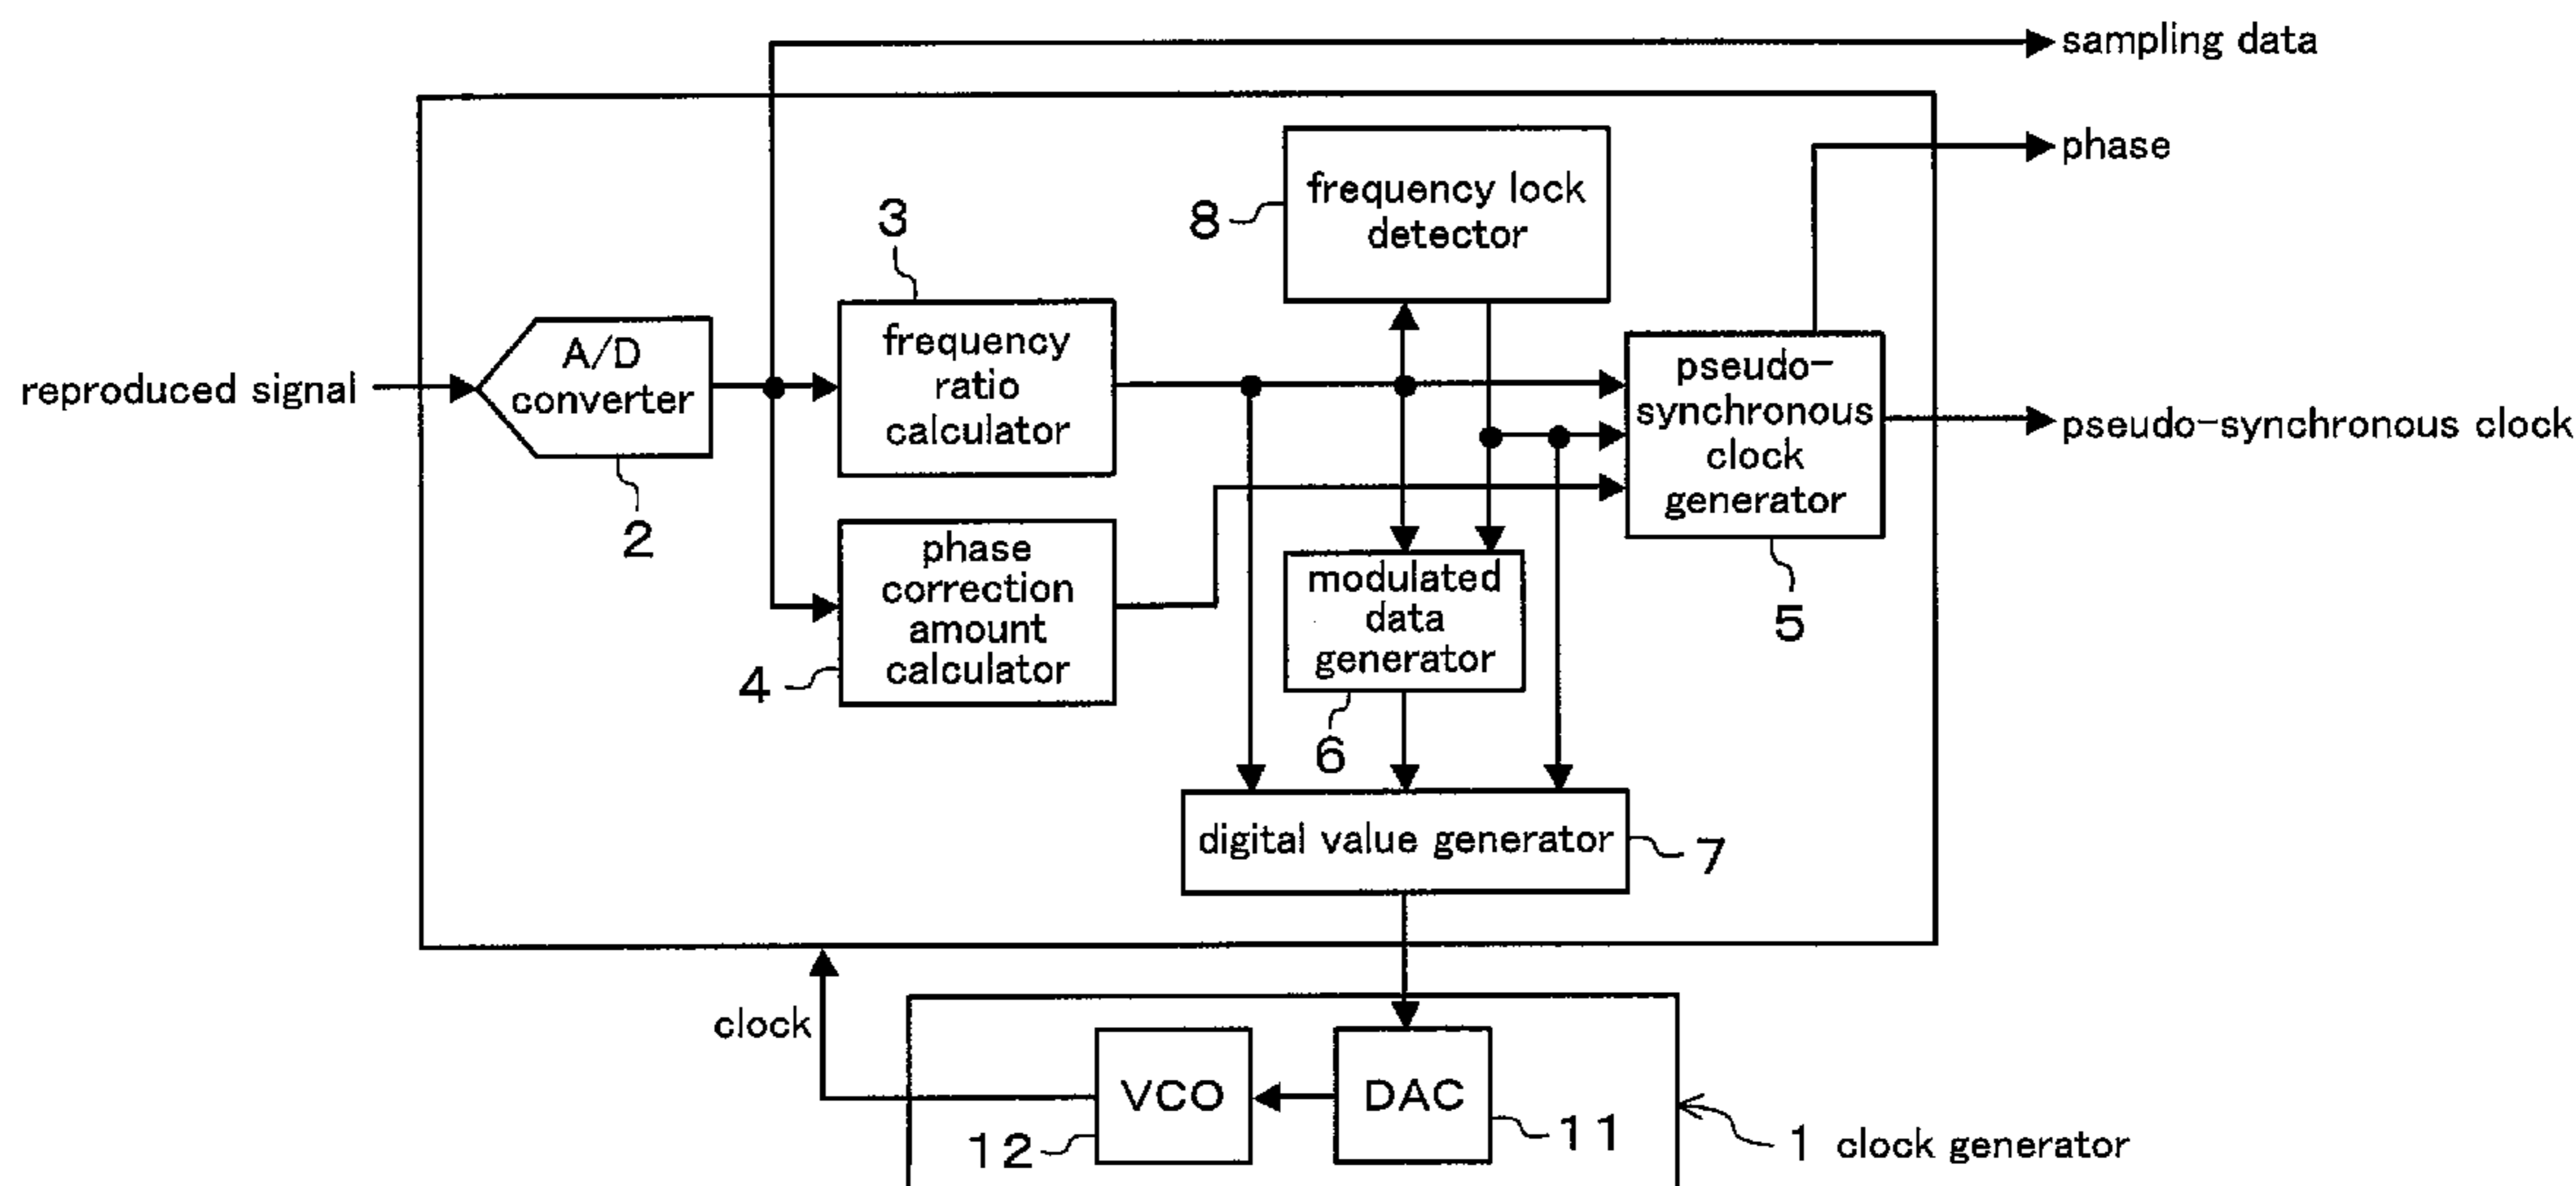 sampling data
phase
frequency lock
detector
8
3
reproduced signal
A/D
converter
2
frequency
ratio
calculator
pseudo-
synchronous
clock
generator
5
pseudo-synchronous clock
phase
correction
amount
calculator
4
modulated
data
generator
6
digital value generator
7
clock
VCO
12
DAC
11
1 clock generator